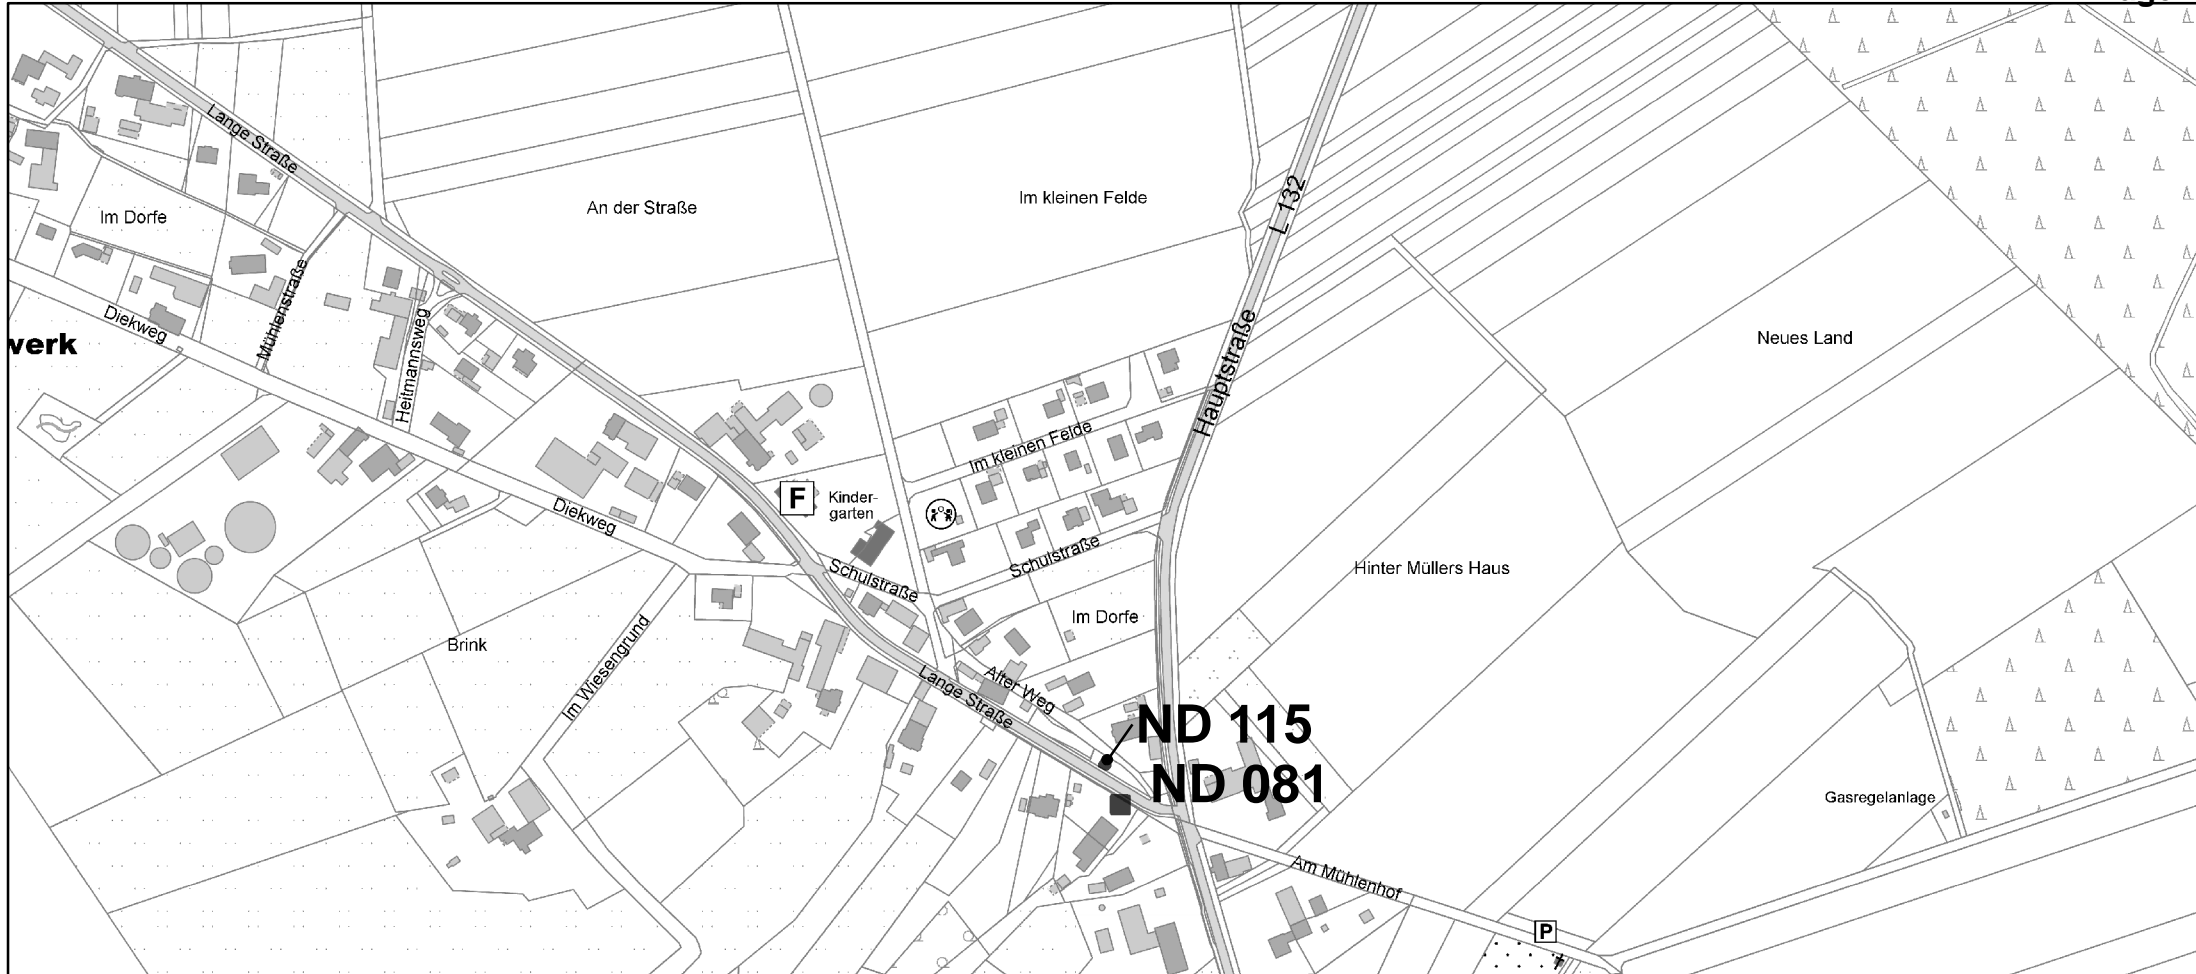 Lange Straße
Im Dorfe
An der Straße
Im kleinen Felde
L 132
Mühlenstraße
Diekweg
werk
Heitmannsweg
Hauptstraße
Neues Land
Im kleinen Felde
F
Kinder-
garten
Diekweg
Schulstraße
Schulstraße
Hinter Müllers Haus
Im Dorfe
Brink
Im Wiesengrund
Lange Straße
Alter Weg
ND 115
ND 081
Gasregelanlage
Am Mühlenhof
P